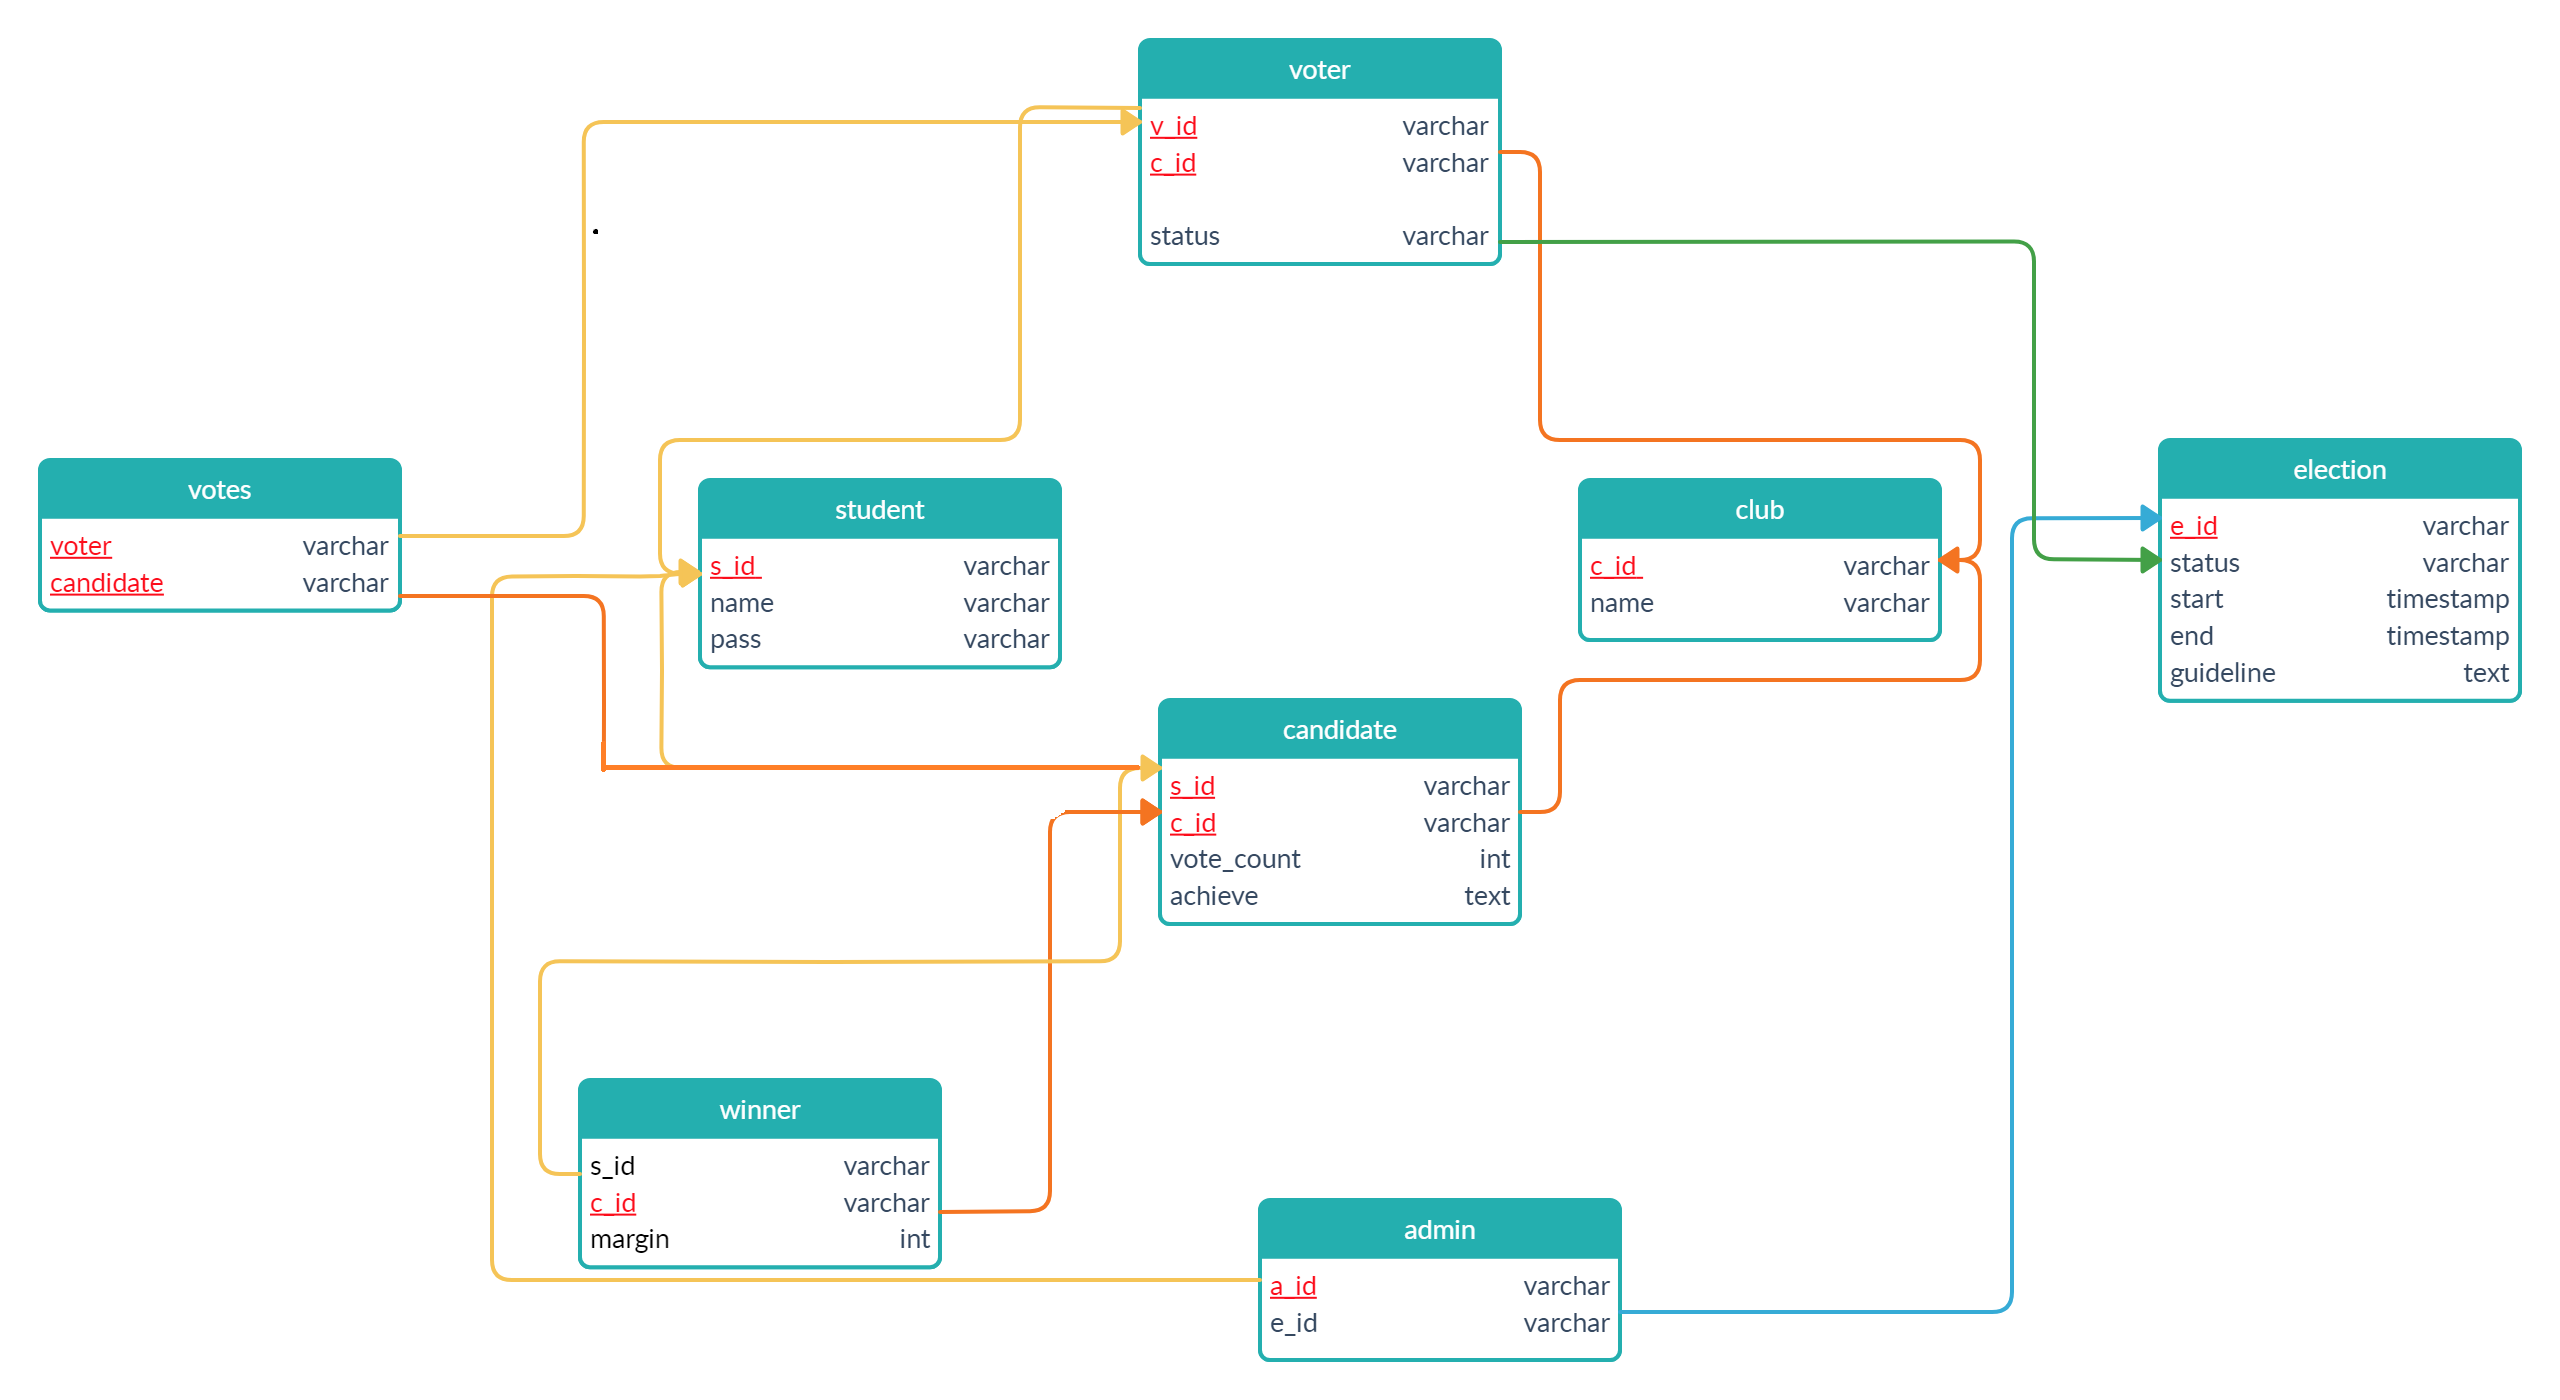 voter
v_id varchar
c_id varchar
status varchar
votes
voter varchar
candidate varchar
student
s_id varchar
name varchar
pass varchar
club
c_id varchar
name varchar
election
e_id varchar
status varchar
start timestamp
end timestamp
guideline text
candidate
s_id varchar
c_id varchar
vote_count int
achieve text
winner
s_id varchar
c_id varchar
margin int
admin
a_id varchar
e_id varchar